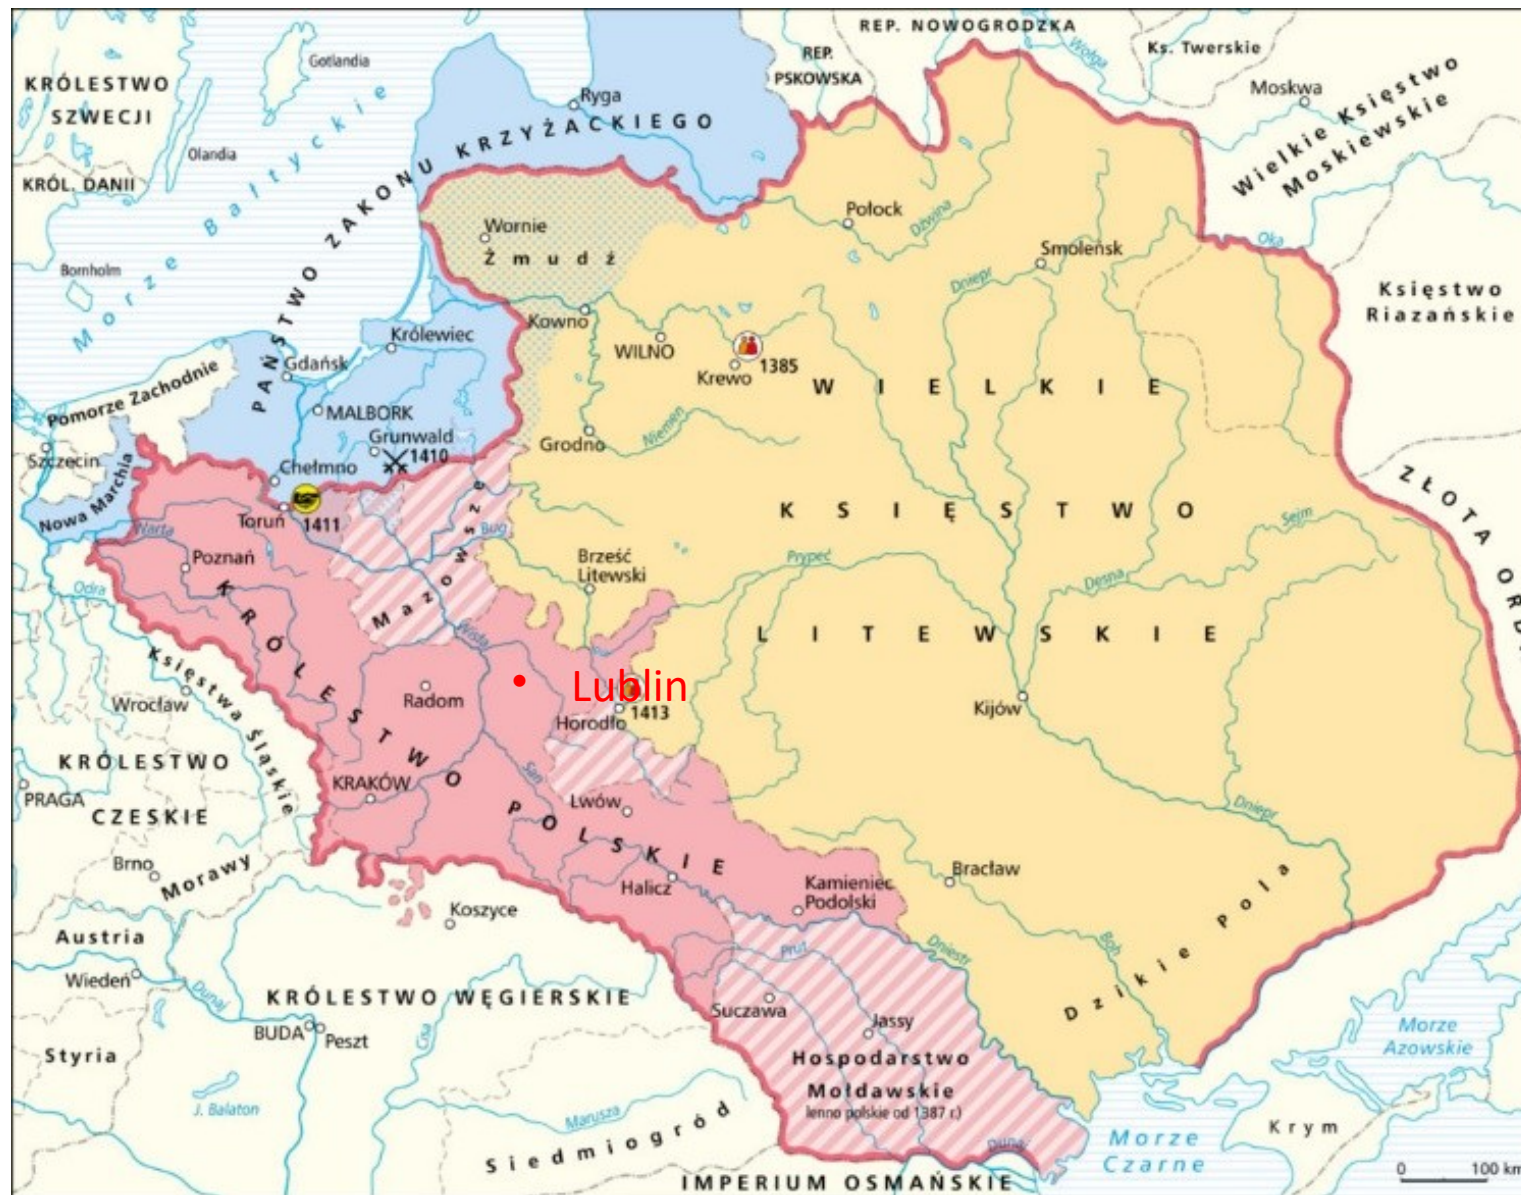 REP. NOWOGRODZKA
Wołga
Ks. Twerskie
Gotlandia
REP.
PSKOWSKA
KRÓLESTWO
SZWECJI
Ryga
Moskwa
Wielkie Księstwo
Moskiewskie
Olandia
KRÓL. DANII
Morze Bałtyckie
PAŃSTWO ZAKONU KRZYŻACKIEGO
Wornie
Żmudź
Połock
Dźwina
Smoleńsk
Oka
Bornholm
Dniepr
Księstwo
Riazańskie
Kowno
Królewiec
WILNO
Krewo
1385
Gdańsk
Pomorze Zachodnie
MALBORK
WIELKIE
Grunwald
1410
Grodno
Niemen
Szczecin
Chełmno
Nowa Marchia
Toruń
1411
KSIĘSTWO
ZŁOTA ORD
Sejm
Warta
Bug
Mazowsze
Poznań
Brześć
Litewski
Prypeć
Desna
Odra
KRÓLESTWO POLSKIE
Wisła
LITEWSKIE
Księstwa Śląskie
Wrocław
Radom
Lublin
Horodło
1413
Kijów
KRÓLESTWO
CZESKIE
PRAGA
KRAKÓW
San
Lwów
Dniepr
Brno
Morawy
Halicz
Kamieniec
Podolski
Bracław
Koszyce
Dzikie Pola
Austria
Wiedeń
Dunaj
Prut
Dniestr
Boh
KRÓLESTWO WĘGIERSKIE
Cisa
Suczawa
Jassy
BUDA
Peszt
Styria
Hospodarstwo
Mołdawskie
lenno polskie od 1387 r.)
Morze
Azowskie
J. Balaton
Marusza
Siedmiogród
Dunaj
Morze
Czarne
Krym
IMPERIUM OSMAŃSKIE
0 100 km